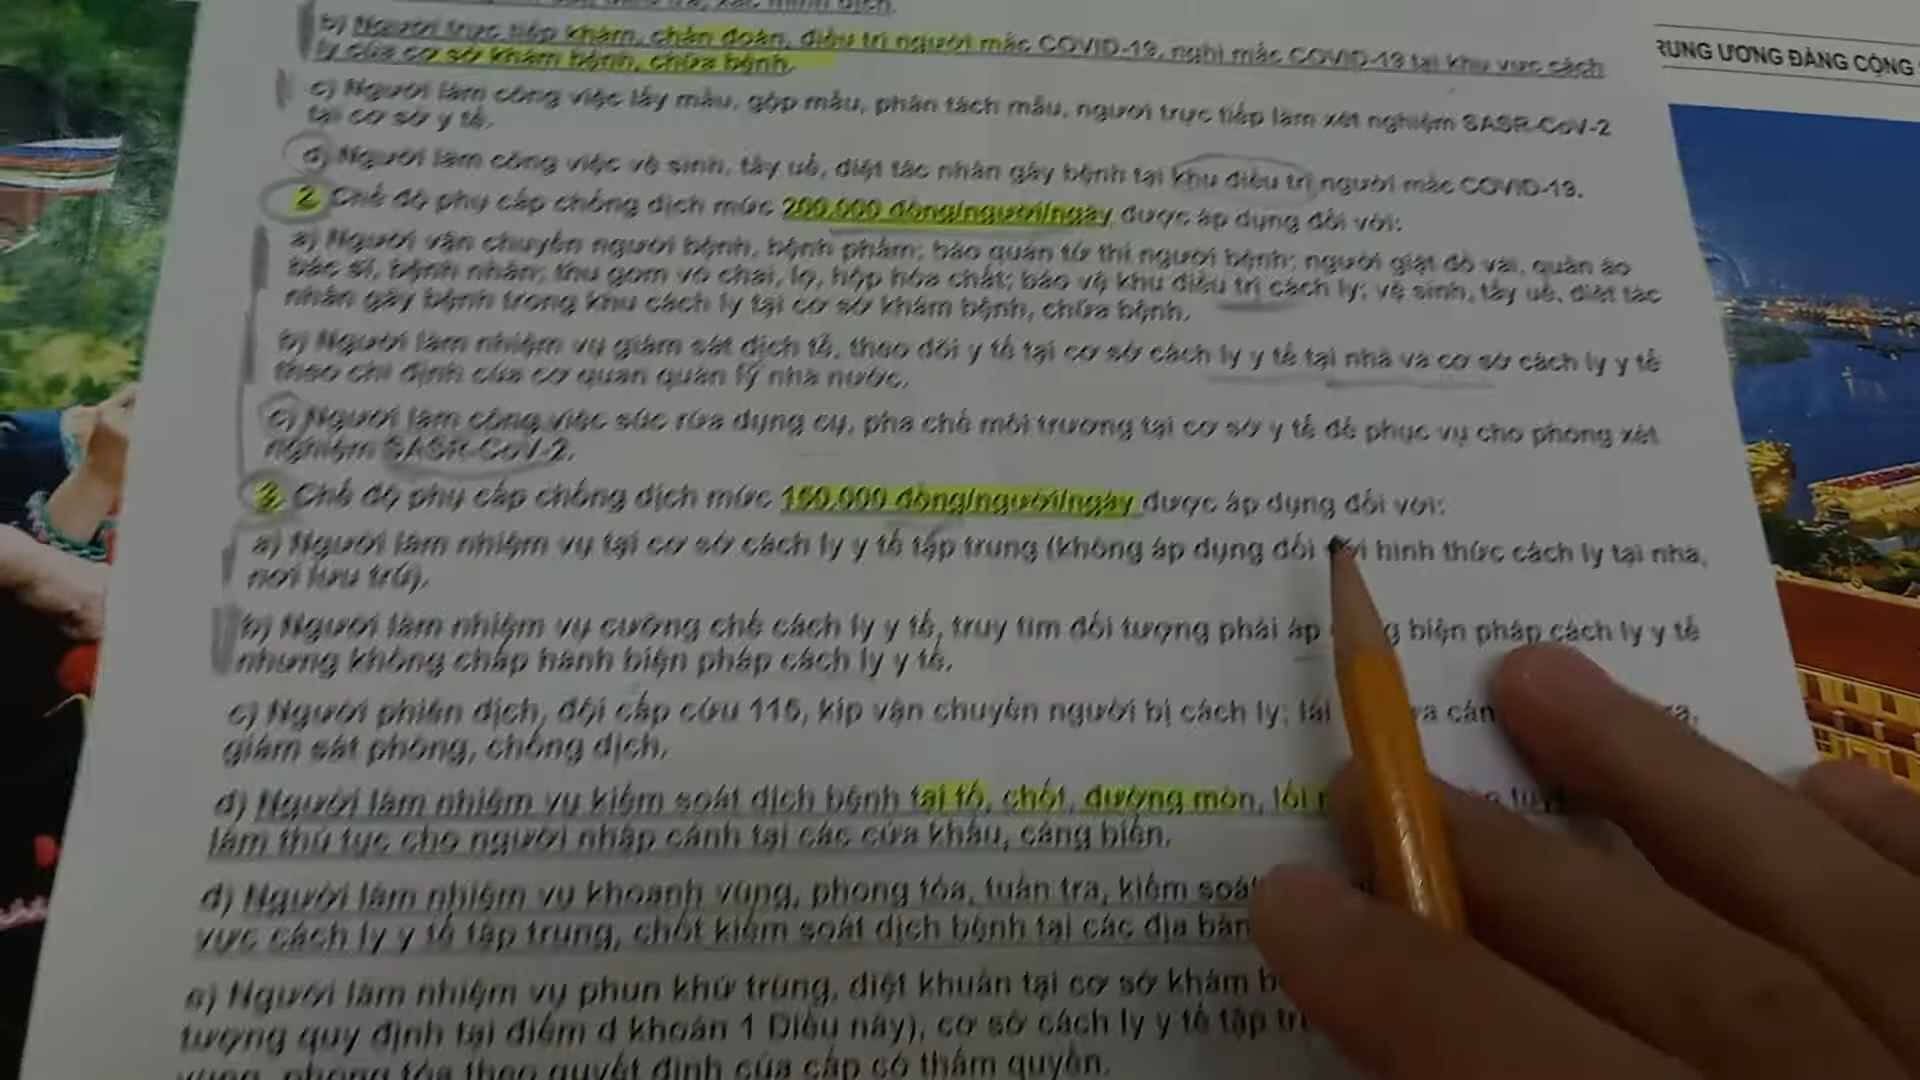 b) Người trực tiếp khám, chẩn đoán, điều trị người mắc COVID-19, nghi mắc COVID-19 tại khu vực cách
ly của cơ sở khám bệnh, chữa bệnh.
c) Người làm công việc lấy mẫu, gộp mẫu, phân tách mẫu, người trực tiếp làm xét nghiệm SASR-CoV-2
tại cơ sở y tế.
d) Người làm công việc vệ sinh, tẩy uế, diệt tác nhân gây bệnh tại khu điều trị người mắc COVID-19.
2. Chế độ phụ cấp chống dịch mức 200.000 đồng/người/ngày được áp dụng đối với:
a) Người vận chuyển người bệnh, bệnh phẩm; bảo quản tử thi người bệnh; người giặt đồ vải, quần áo
bác sĩ, bệnh nhân; thu gom vỏ chai, lọ, hộp hóa chất; bảo vệ khu điều trị cách ly; vệ sinh, tẩy uế, diệt tác
nhân gây bệnh trong khu cách ly tại cơ sở khám bệnh, chữa bệnh.
b) Người làm nhiệm vụ giám sát dịch tễ, theo dõi y tế tại cơ sở cách ly y tế tại nhà và cơ sở cách ly y tế
theo chỉ định của cơ quan quản lý nhà nước.
c) Người làm công việc súc rửa dụng cụ, pha chế môi trường tại cơ sở y tế để phục vụ cho phòng xét
nghiệm SASR-CoV-2.
3. Chế độ phụ cấp chống dịch mức 150.000 đồng/người/ngày được áp dụng đối với:
a) Người làm nhiệm vụ tại cơ sở cách ly y tế tập trung (không áp dụng đối với hình thức cách ly tại nhà,
nơi lưu trú).
b) Người làm nhiệm vụ cưỡng chế cách ly y tế, truy tìm đối tượng phải áp biện pháp cách ly y tế
nhưng không chấp hành biện pháp cách ly y tế.
c) Người phiên dịch, đội cấp cứu 115, kíp vận chuyển người bị cách ly; lái
giám sát phòng, chống dịch.
d) Người làm nhiệm vụ kiểm soát dịch bệnh tại tổ, chốt, đường mòn, lối
làm thủ tục cho người nhập cảnh tại các cửa khẩu, cảng biển.
đ) Người làm nhiệm vụ khoanh vùng, phong tỏa, tuần tra, kiểm soát
vực cách ly y tế tập trung, chốt kiểm soát dịch bệnh tại các địa bàn
e) Người làm nhiệm vụ phun khử trùng, diệt khuẩn tại cơ sở khám
tượng quy định tại điểm d khoản 1 Điều này), cơ sở cách ly y tế tập
vùng, phong tỏa theo quyết định của cấp có thẩm quyền.
RUNG ƯƠNG ĐẢNG CỘNG